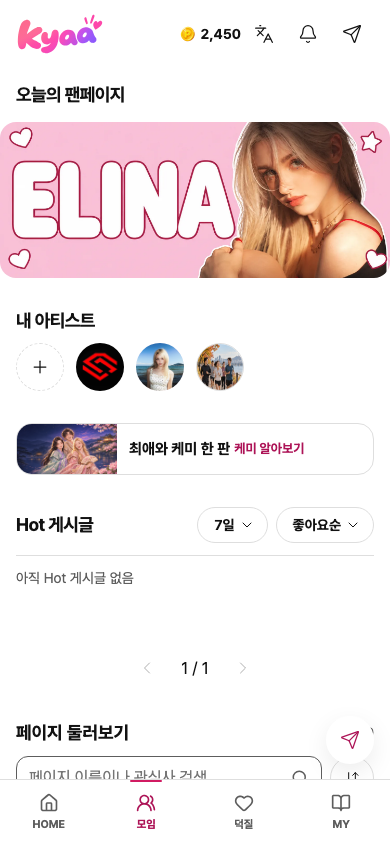 Kyaa
2,450
오늘의 팬페이지
ELINA
내 아티스트
최애와 케미 한 판 케미 알아보기
Hot 게시글
7일
좋아요순
아직 Hot 게시글 없음
1 / 1
페이지 둘러보기
페이지 이름이나 관심사 검색
HOME
모임
덕질
MY